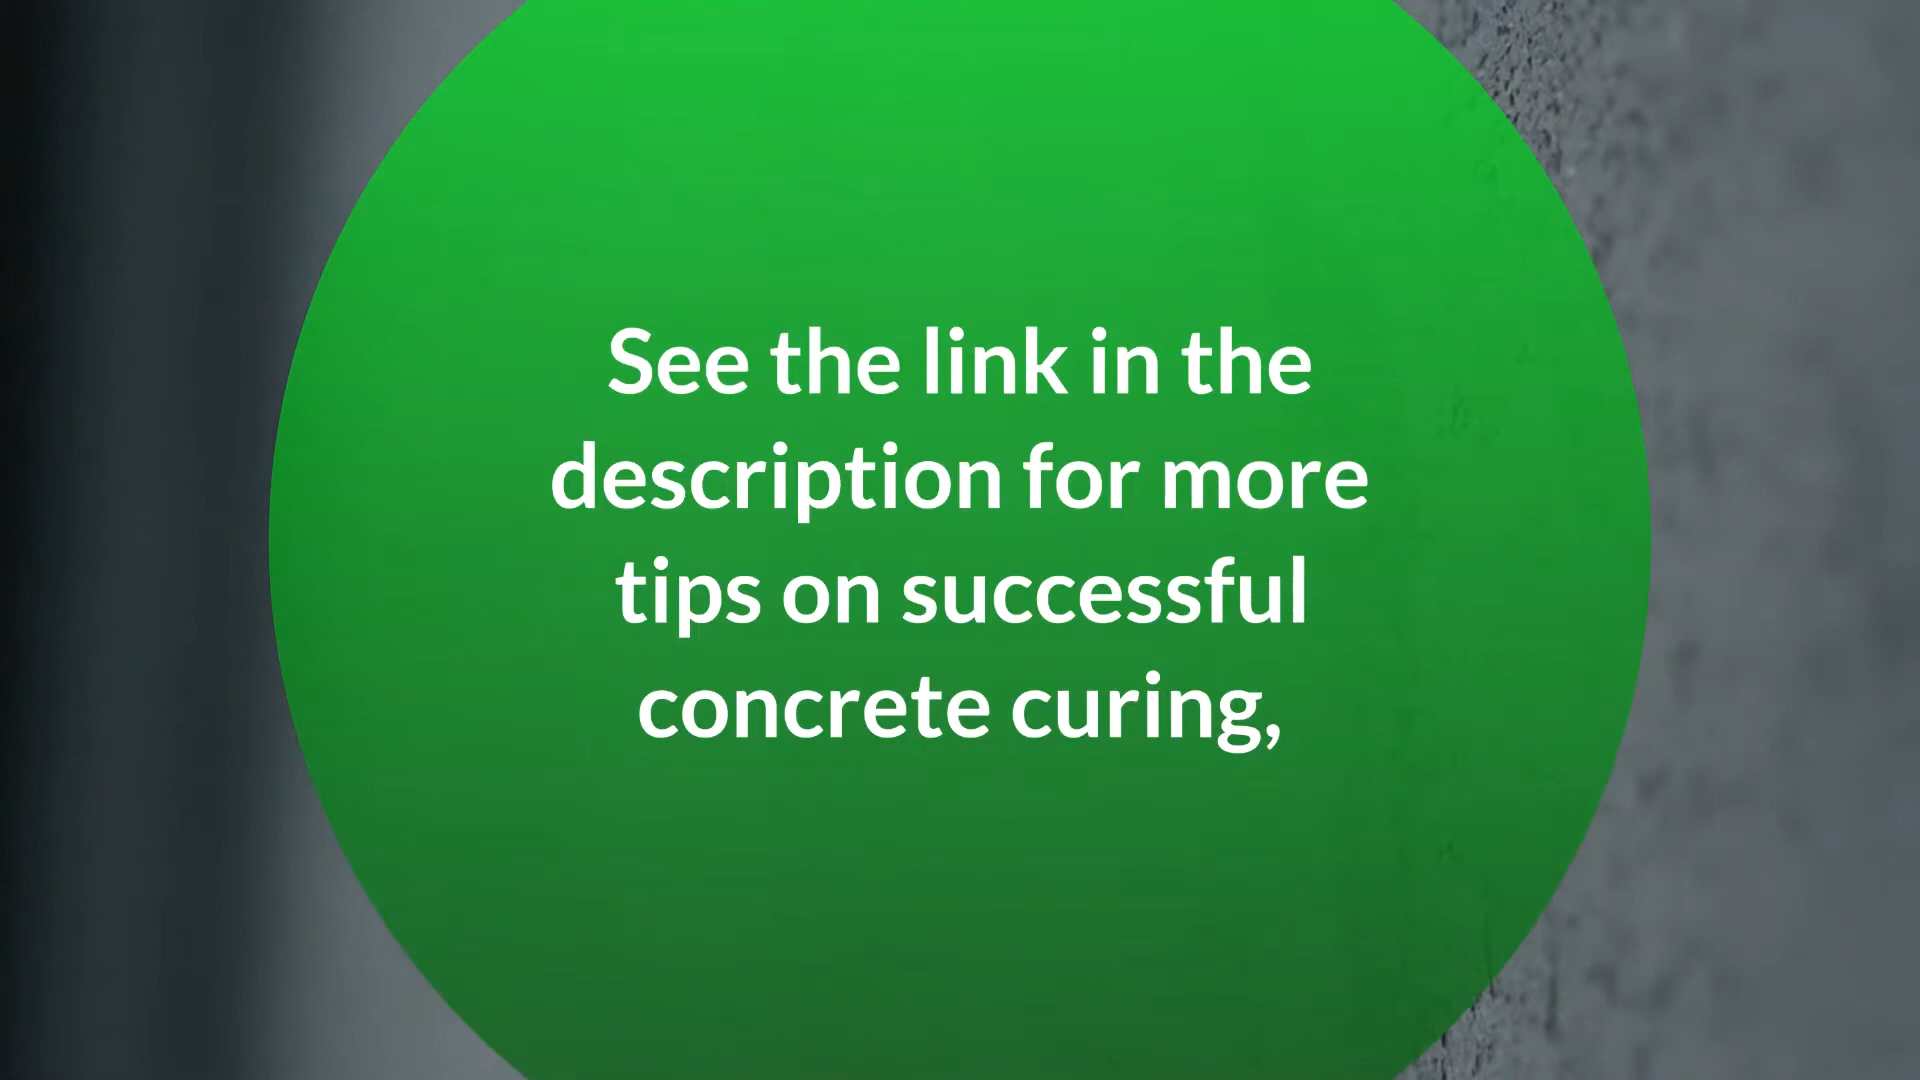 See the link in the
description for more
tips on successful
concrete curing,